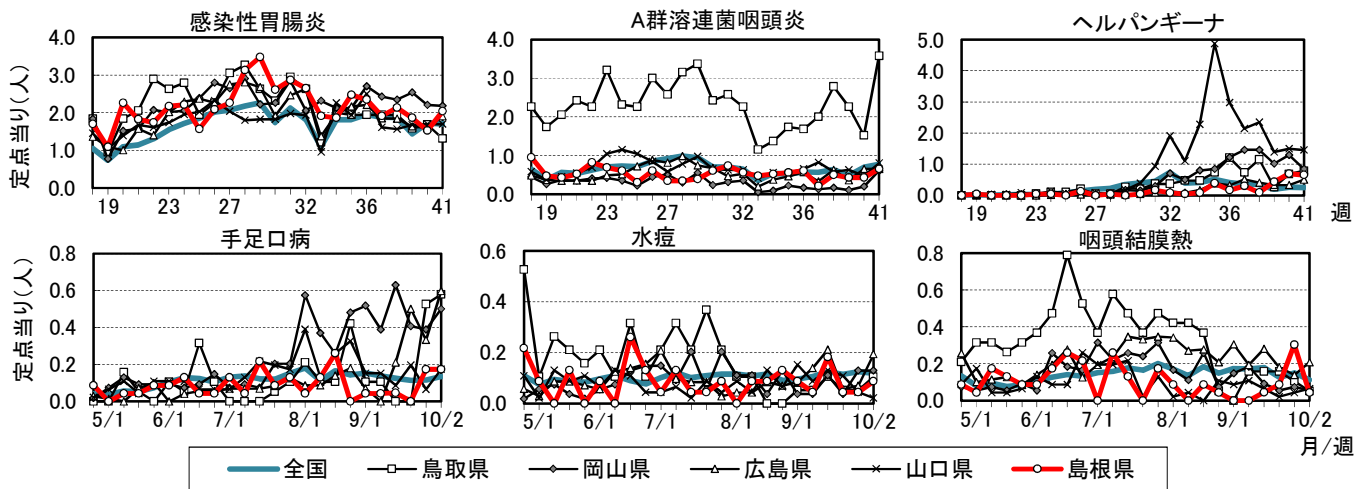 感染性胃腸炎
A群溶連菌咽頭炎
ヘルパンギーナ
定点当り(人)
4.0
3.0
2.0
1.0
0.0
19 23 27 32 36 41
4.0
3.0
2.0
1.0
0.0
19 23 27 32 36 41
5.0
4.0
3.0
2.0
1.0
0.0
19 23 27 32 36 41 週
手足口病
水痘
咽頭結膜熱
定点当り(人)
0.8
0.6
0.4
0.2
0.0
5/1 6/1 7/1 8/1 9/1 10/2
0.6
0.4
0.2
0.0
5/1 6/1 7/1 8/1 9/1 10/2
0.8
0.6
0.4
0.2
0.0
5/1 6/1 7/1 8/1 9/1 10/2
月/週
全国 鳥取県 岡山県 広島県 山口県 島根県